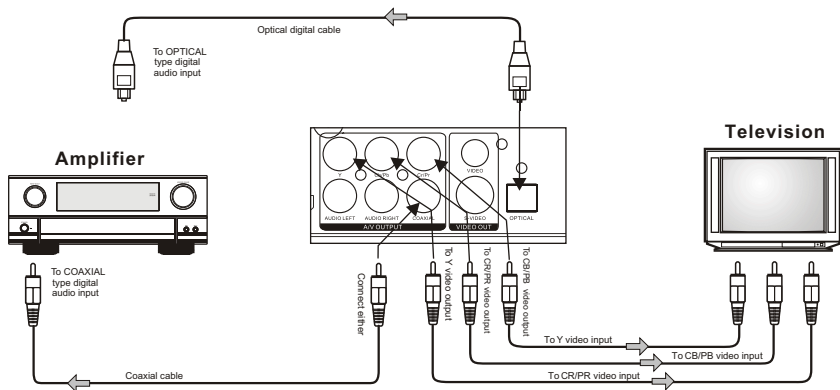 Optical digital cable
To OPTICAL
type digital
audio input
Amplifier
Television
Y
Cb/Pb
Cr/Pr
VIDEO
AUDIO LEFT
AUDIO RIGHT
COAXIAL
S-VIDEO
OPTICAL
A/V OUTPUT
VIDEO OUT
To COAXIAL
type digital
audio input
Connect either
To Y video output
To CR/PR video output
To CB/PB video output
To Y video input
To CB/PB video input
To CR/PR video input
Coaxial cable